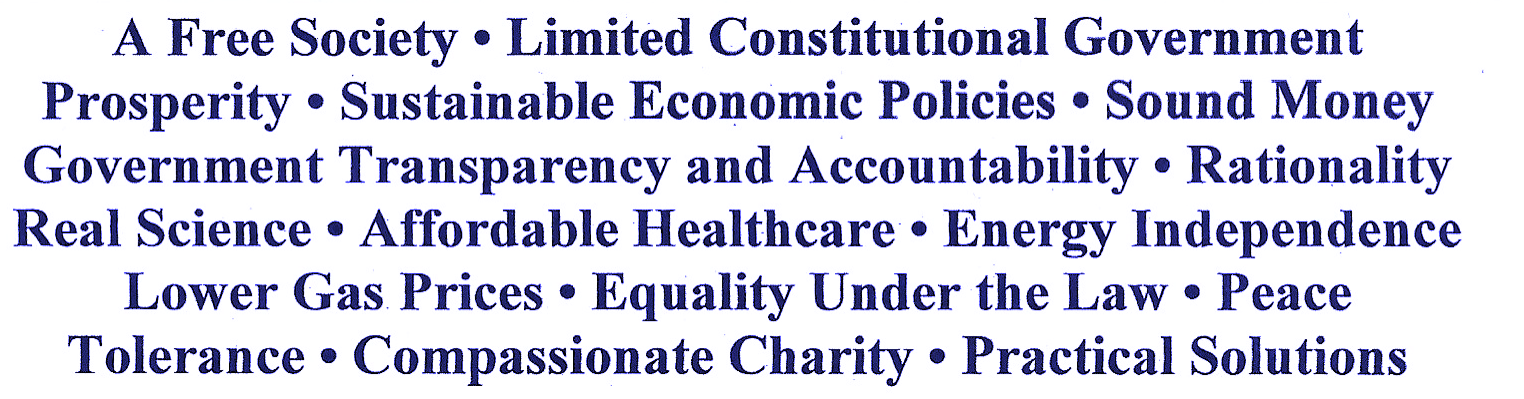 A Free Society • Limited Constitutional Government
Prosperity • Sustainable Economic Policies • Sound Money
Government Transparency and Accountability • Rationality
Real Science • Affordable Healthcare • Energy Independence
Lower Gas Prices • Equality Under the Law • Peace
Tolerance • Compassionate Charity • Practical Solutions